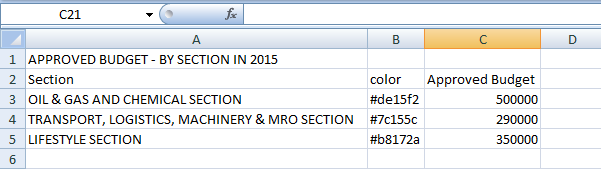 C21 fx
A B C D
1 APPROVED BUDGET - BY SECTION IN 2015
2 Section color Approved Budget
3 OIL & GAS AND CHEMICAL SECTION #de15f2 500000
4 TRANSPORT, LOGISTICS, MACHINERY & MRO SECTION #7c155c 290000
5 LIFESTYLE SECTION #b8172a 350000
6